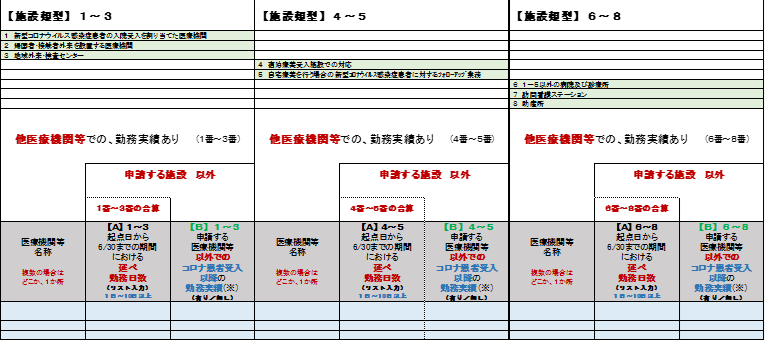 【施設類型】 1～3
1 新型コロナウイルス感染症患者の入院受入を割り当てた医療機関
2 帰国者・接触者外来を設置する医療機関
3 地域外来・検査センター
他医療機関等での、勤務実績あり （1番～3番）
申請する施設 以外
1番～3番の合算
医療機関等
名称
複数の場合は
どこか、1か所
【A】 1～3
起点日から
6/30までの期間
における
延べ
勤務日数
(リスト入力)
1日～10日以上
【B】 1～3
申請する
医療機関等
以外での
コロナ患者受入
以降の
勤務実績(※)
(有り／無し)
【施設類型】 4～5
4 宿泊療養受入施設での対応
5 自宅療養を行う場合の新型コロナウイルス感染症患者に対するフォローアップ業務
他医療機関等での、勤務実績あり （4番～5番）
申請する施設 以外
4番～5番の合算
医療機関等
名称
複数の場合は
どこか、1か所
【A】 4～5
起点日から
6/30までの期間
における
延べ
勤務日数
(リスト入力)
1日～10日以上
【B】 4～5
申請する
医療機関等
以外での
コロナ患者受入
以降の
勤務実績(※)
(有り／無し)
【施設類型】 6～8
6 1～5以外の病院及び診療所
7 訪問看護ステーション
8 助産所
他医療機関等での、勤務実績あり （6番～8番）
申請する施設 以外
6番～8番の合算
医療機関等
名称
複数の場合は
どこか、1か所
【A】 6～8
起点日から
6/30までの期間
における
延べ
勤務日数
(リスト入力)
1日～10日以上
【B】 6～8
申請する
医療機関等
以外での
コロナ患者受入
以降の
勤務実績(※)
(有り／無し)